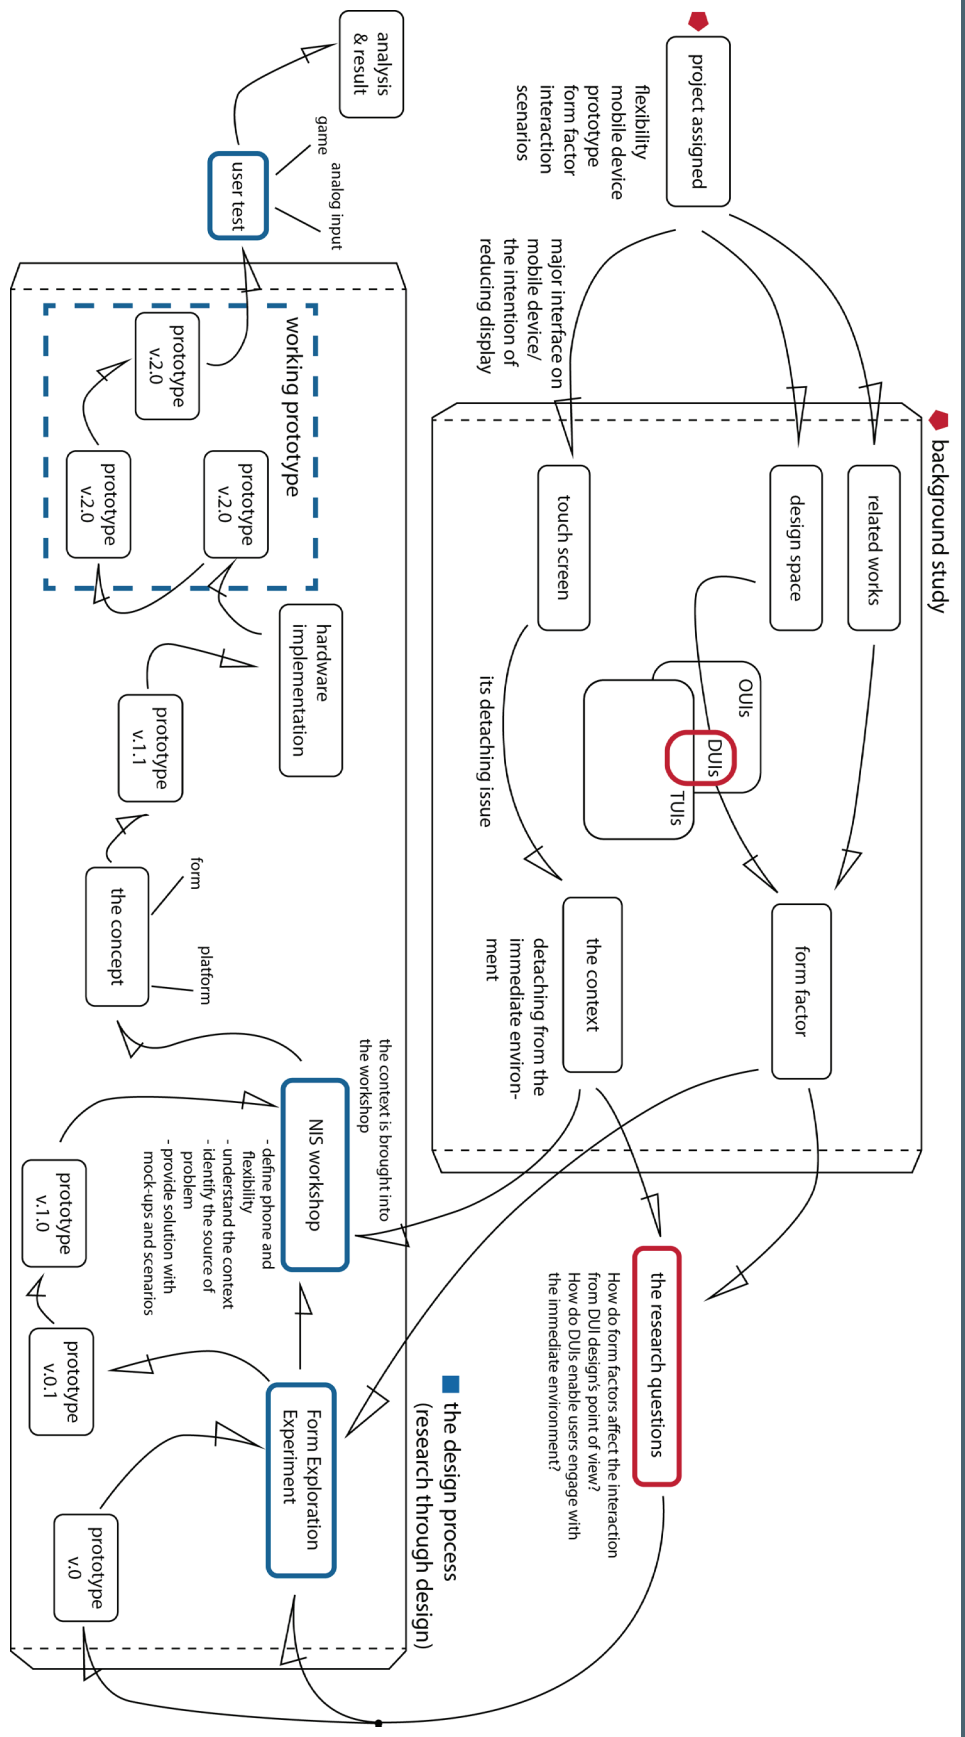 project assigned
flexibility
mobile device
prototype
form factor
interaction
scenarios
major interface on
mobile device/
the intention of
reducing display
background study
related works
design space
touch screen
OUIs
DUIs
TUIs
its detaching issue
form factor
the context
detaching from the
immediate environ-
ment
the research questions
How do form factors affect the interaction
from DUI design's point of view?
How do DUIs enable users engage with
the immediate environment?
the design process
(research through design)
prototype
v.0
Form Exploration
Experiment
prototype
v.0.1
prototype
v.1.0
the context is brought into
the workshop
NIS workshop
- define phone and
flexibility
- understand the context
- identify the source of
problem
- provide solution with
mock-ups and scenarios
the concept
form
platform
prototype
v.1.1
hardware
implementation
working prototype
prototype
v.2.0
prototype
v.2.0
prototype
v.2.0
user test
game
analog input
analysis
& result